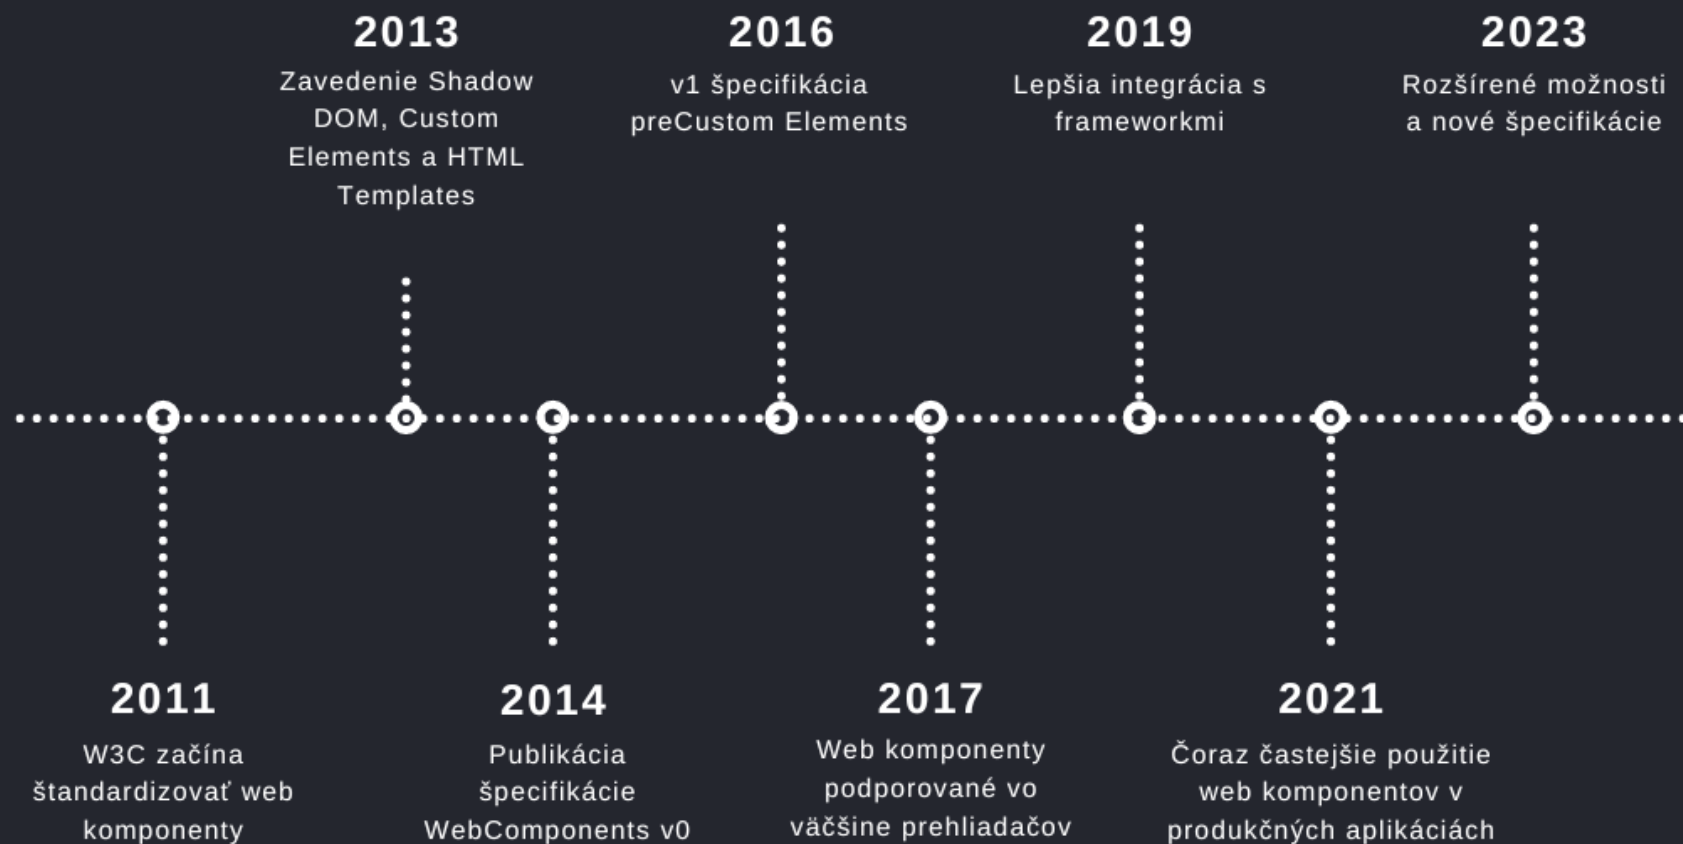 2013
Zavedenie Shadow
DOM, Custom
Elements a HTML
Templates
2016
v1 špecifikácia
preCustom Elements
2019
Lepšia integrácia s
frameworkmi
2023
Rozšírené možnosti
a nové špecifikácie
2011
W3C začína
štandardizovať web
komponenty
2014
Publikácia
špecifikácie
WebComponents v0
2017
Web komponenty
podporované vo
väčšine prehliadačov
2021
Čoraz častejšie použitie
web komponentov v
produkčných aplikáciách